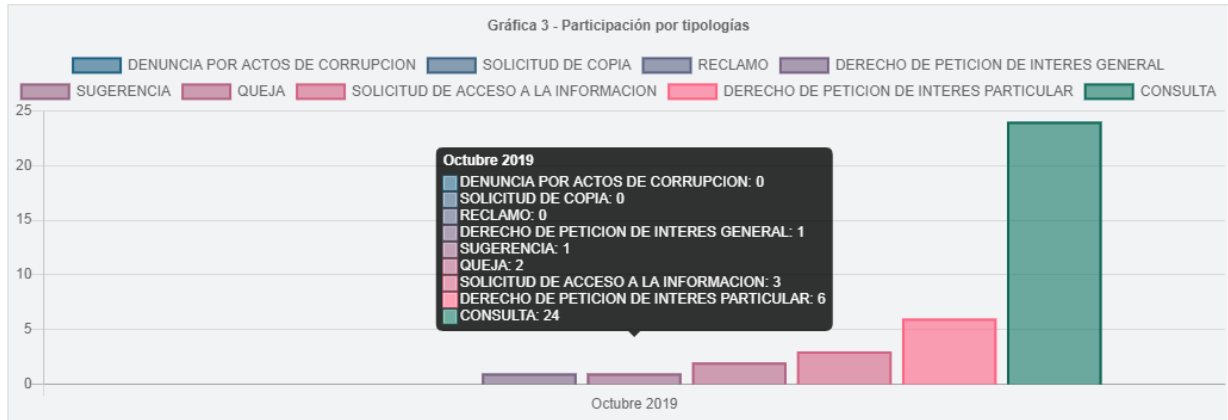 Gráfica 3 - Participación por tipologías
DENUNCIA POR ACTOS DE CORRUPCION SOLICITUD DE COPIA RECLAMO DERECHO DE PETICION DE INTERES GENERAL
SUGERENCIA QUEJA SOLICITUD DE ACCESO A LA INFORMACION DERECHO DE PETICION DE INTERES PARTICULAR CONSULTA
25
20
15
10
5
0
Octubre 2019
DENUNCIA POR ACTOS DE CORRUPCION: 0
SOLICITUD DE COPIA: 0
RECLAMO: 0
DERECHO DE PETICION DE INTERES GENERAL: 1
SUGERENCIA: 1
QUEJA: 2
SOLICITUD DE ACCESO A LA INFORMACION: 3
DERECHO DE PETICION DE INTERES PARTICULAR: 6
CONSULTA: 24
Octubre 2019